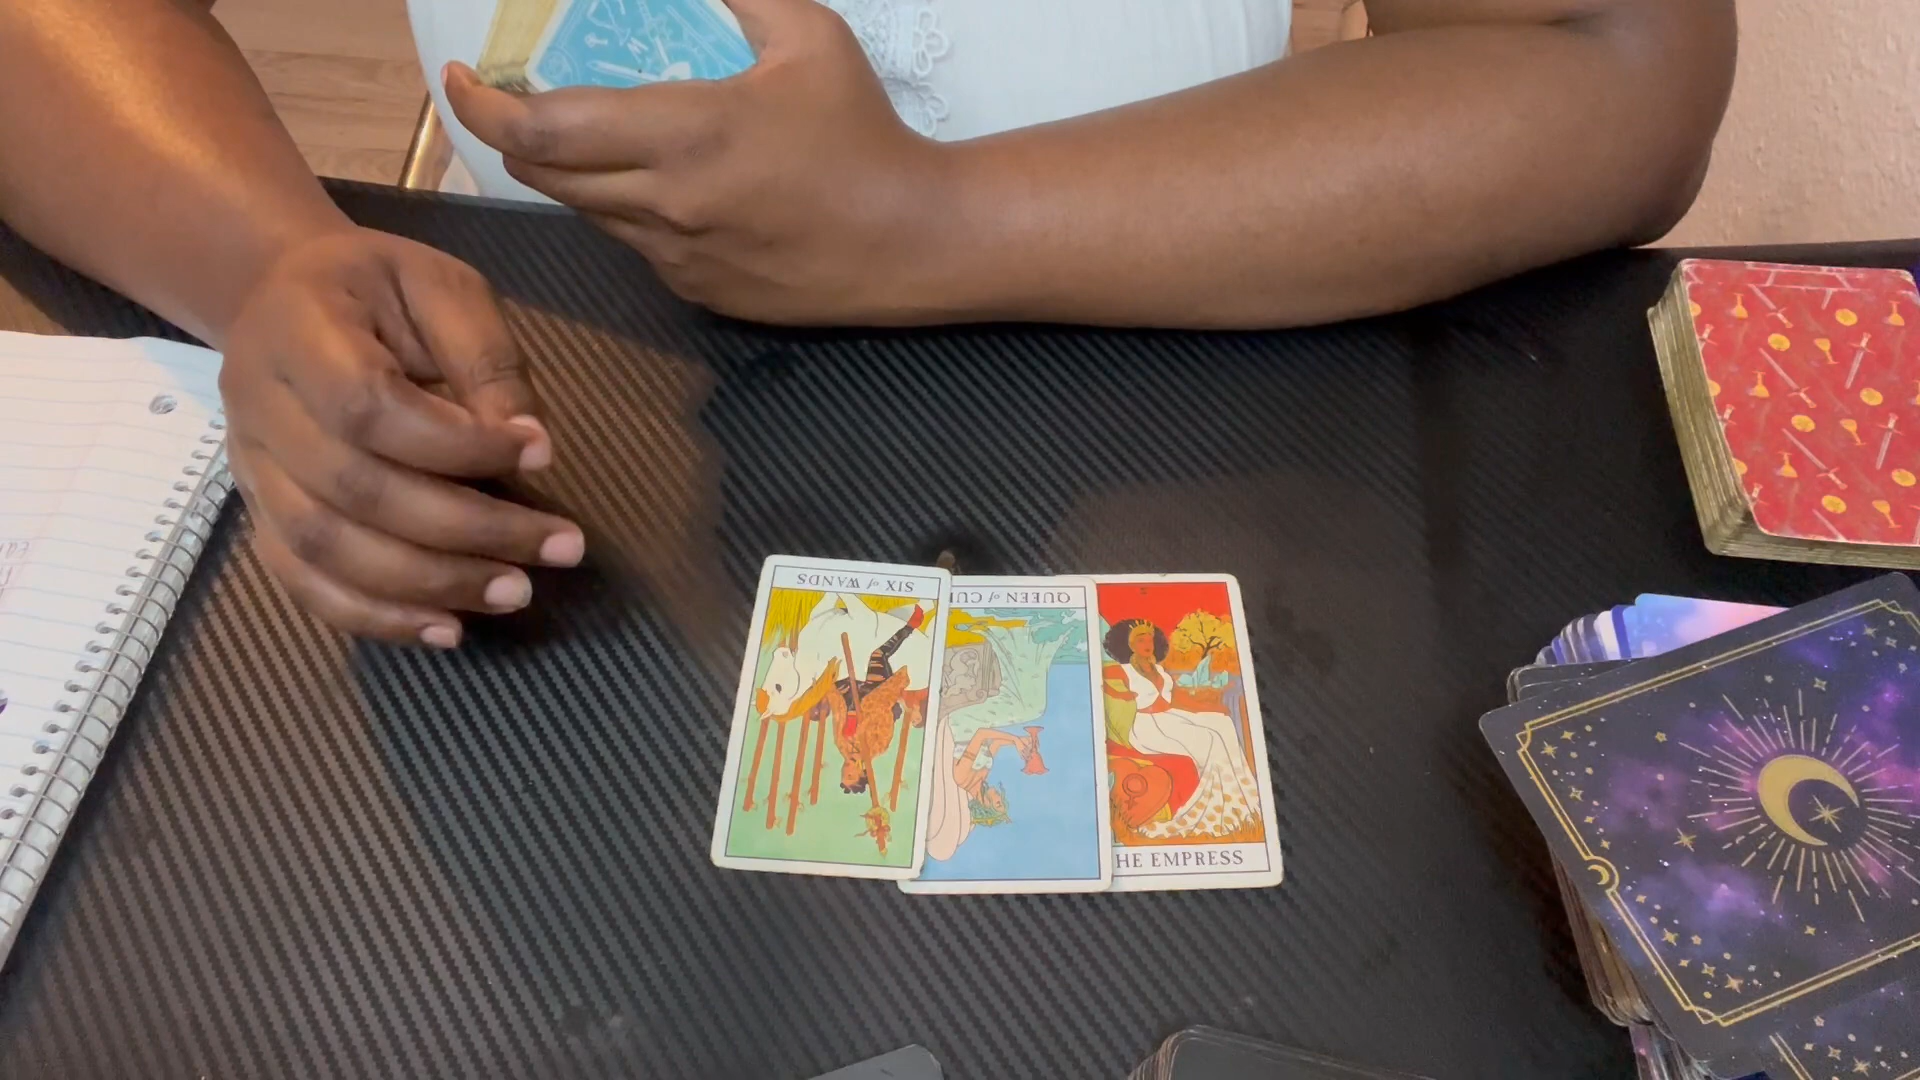 SIX of WANDS
QUEEN of CU
HE EMPRESS